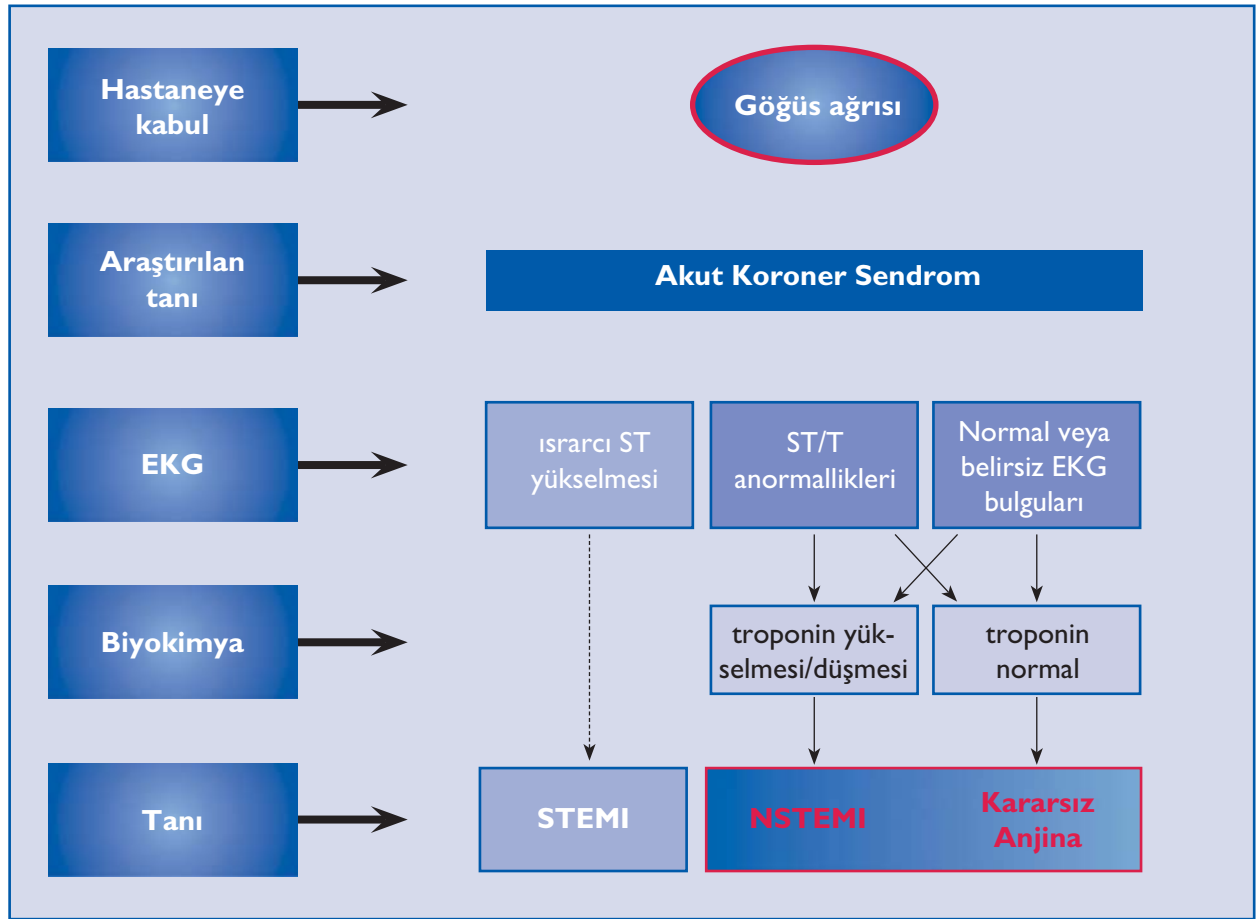 Hastaneye
kabul
Göğüs ağrısı
Araştırılan
tanı
Akut Koroner Sendrom
EKG
ısrarcı ST
yükselmesi
ST/T
anormallikleri
Normal veya
belirsiz EKG
bulguları
Biyokimya
troponin yük-
selmesi/düşmesi
troponin
normal
Tanı
STEMI
NSTEMI
Kararsız
Anjina